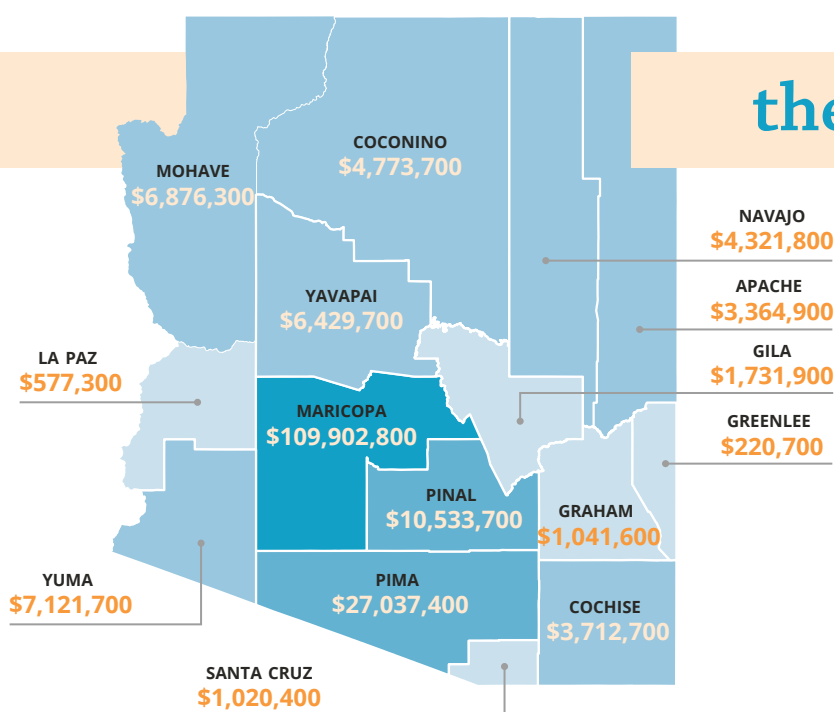 the
MOHAVE
$6,876,300
COCONINO
$4,773,700
NAVAJO
$4,321,800
APACHE
$3,364,900
YAVAPAI
$6,429,700
GILA
$1,731,900
LA PAZ
$577,300
MARICOPA
$109,902,800
GREENLEE
$220,700
PINAL
$10,533,700
GRAHAM
$1,041,600
YUMA
$7,121,700
PIMA
$27,037,400
COCHISE
$3,712,700
SANTA CRUZ
$1,020,400